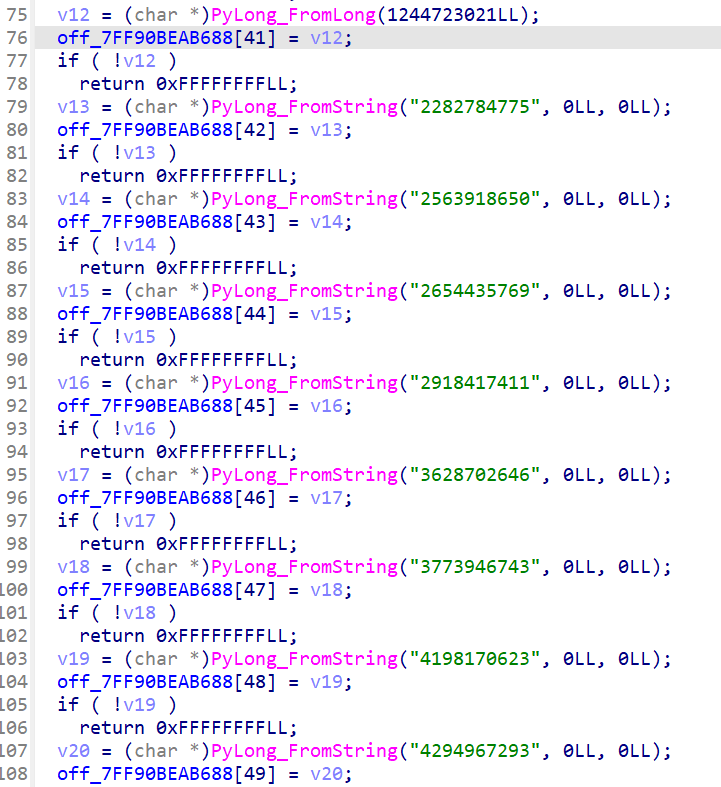 75 v12 = (char *)PyLong_FromLong(1244723021LL);
76 off_7FF90BEAB688[41] = v12;
77 if ( !v12 )
78 return 0xFFFFFFFFLL;
79 v13 = (char *)PyLong_FromString("2282784775", 0LL, 0LL);
80 off_7FF90BEAB688[42] = v13;
81 if ( !v13 )
82 return 0xFFFFFFFFLL;
83 v14 = (char *)PyLong_FromString("2563918650", 0LL, 0LL);
84 off_7FF90BEAB688[43] = v14;
85 if ( !v14 )
86 return 0xFFFFFFFFLL;
87 v15 = (char *)PyLong_FromString("2654435769", 0LL, 0LL);
88 off_7FF90BEAB688[44] = v15;
89 if ( !v15 )
90 return 0xFFFFFFFFLL;
91 v16 = (char *)PyLong_FromString("2918417411", 0LL, 0LL);
92 off_7FF90BEAB688[45] = v16;
93 if ( !v16 )
94 return 0xFFFFFFFFLL;
95 v17 = (char *)PyLong_FromString("3628702646", 0LL, 0LL);
96 off_7FF90BEAB688[46] = v17;
97 if ( !v17 )
98 return 0xFFFFFFFFLL;
99 v18 = (char *)PyLong_FromString("3773946743", 0LL, 0LL);
100 off_7FF90BEAB688[47] = v18;
101 if ( !v18 )
102 return 0xFFFFFFFFLL;
103 v19 = (char *)PyLong_FromString("4198170623", 0LL, 0LL);
104 off_7FF90BEAB688[48] = v19;
105 if ( !v19 )
106 return 0xFFFFFFFFLL;
107 v20 = (char *)PyLong_FromString("4294967293", 0LL, 0LL);
108 off_7FF90BEAB688[49] = v20;